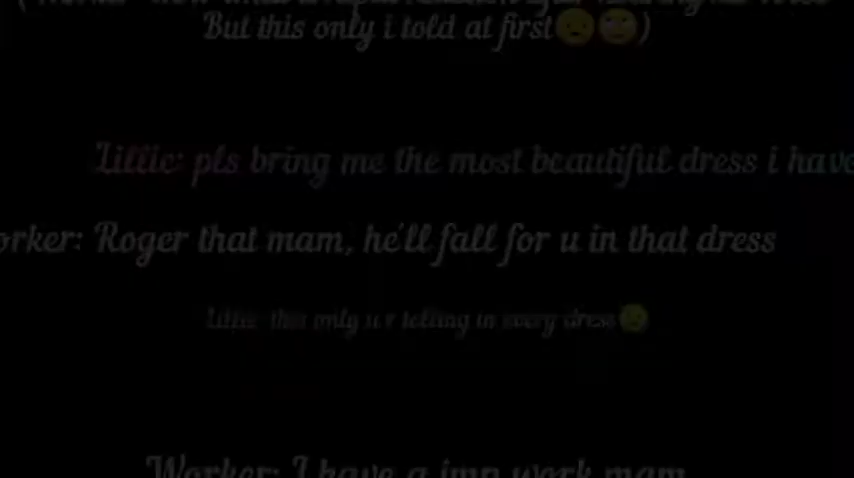 But this only i told at first😟🙄)
Lillie: pls bring me the most beautiful dress i have
orker: Roger that mam, he'll fall for u in that dress
Lillie: this only u r telling in every dress
Worker: I have a imp work mam